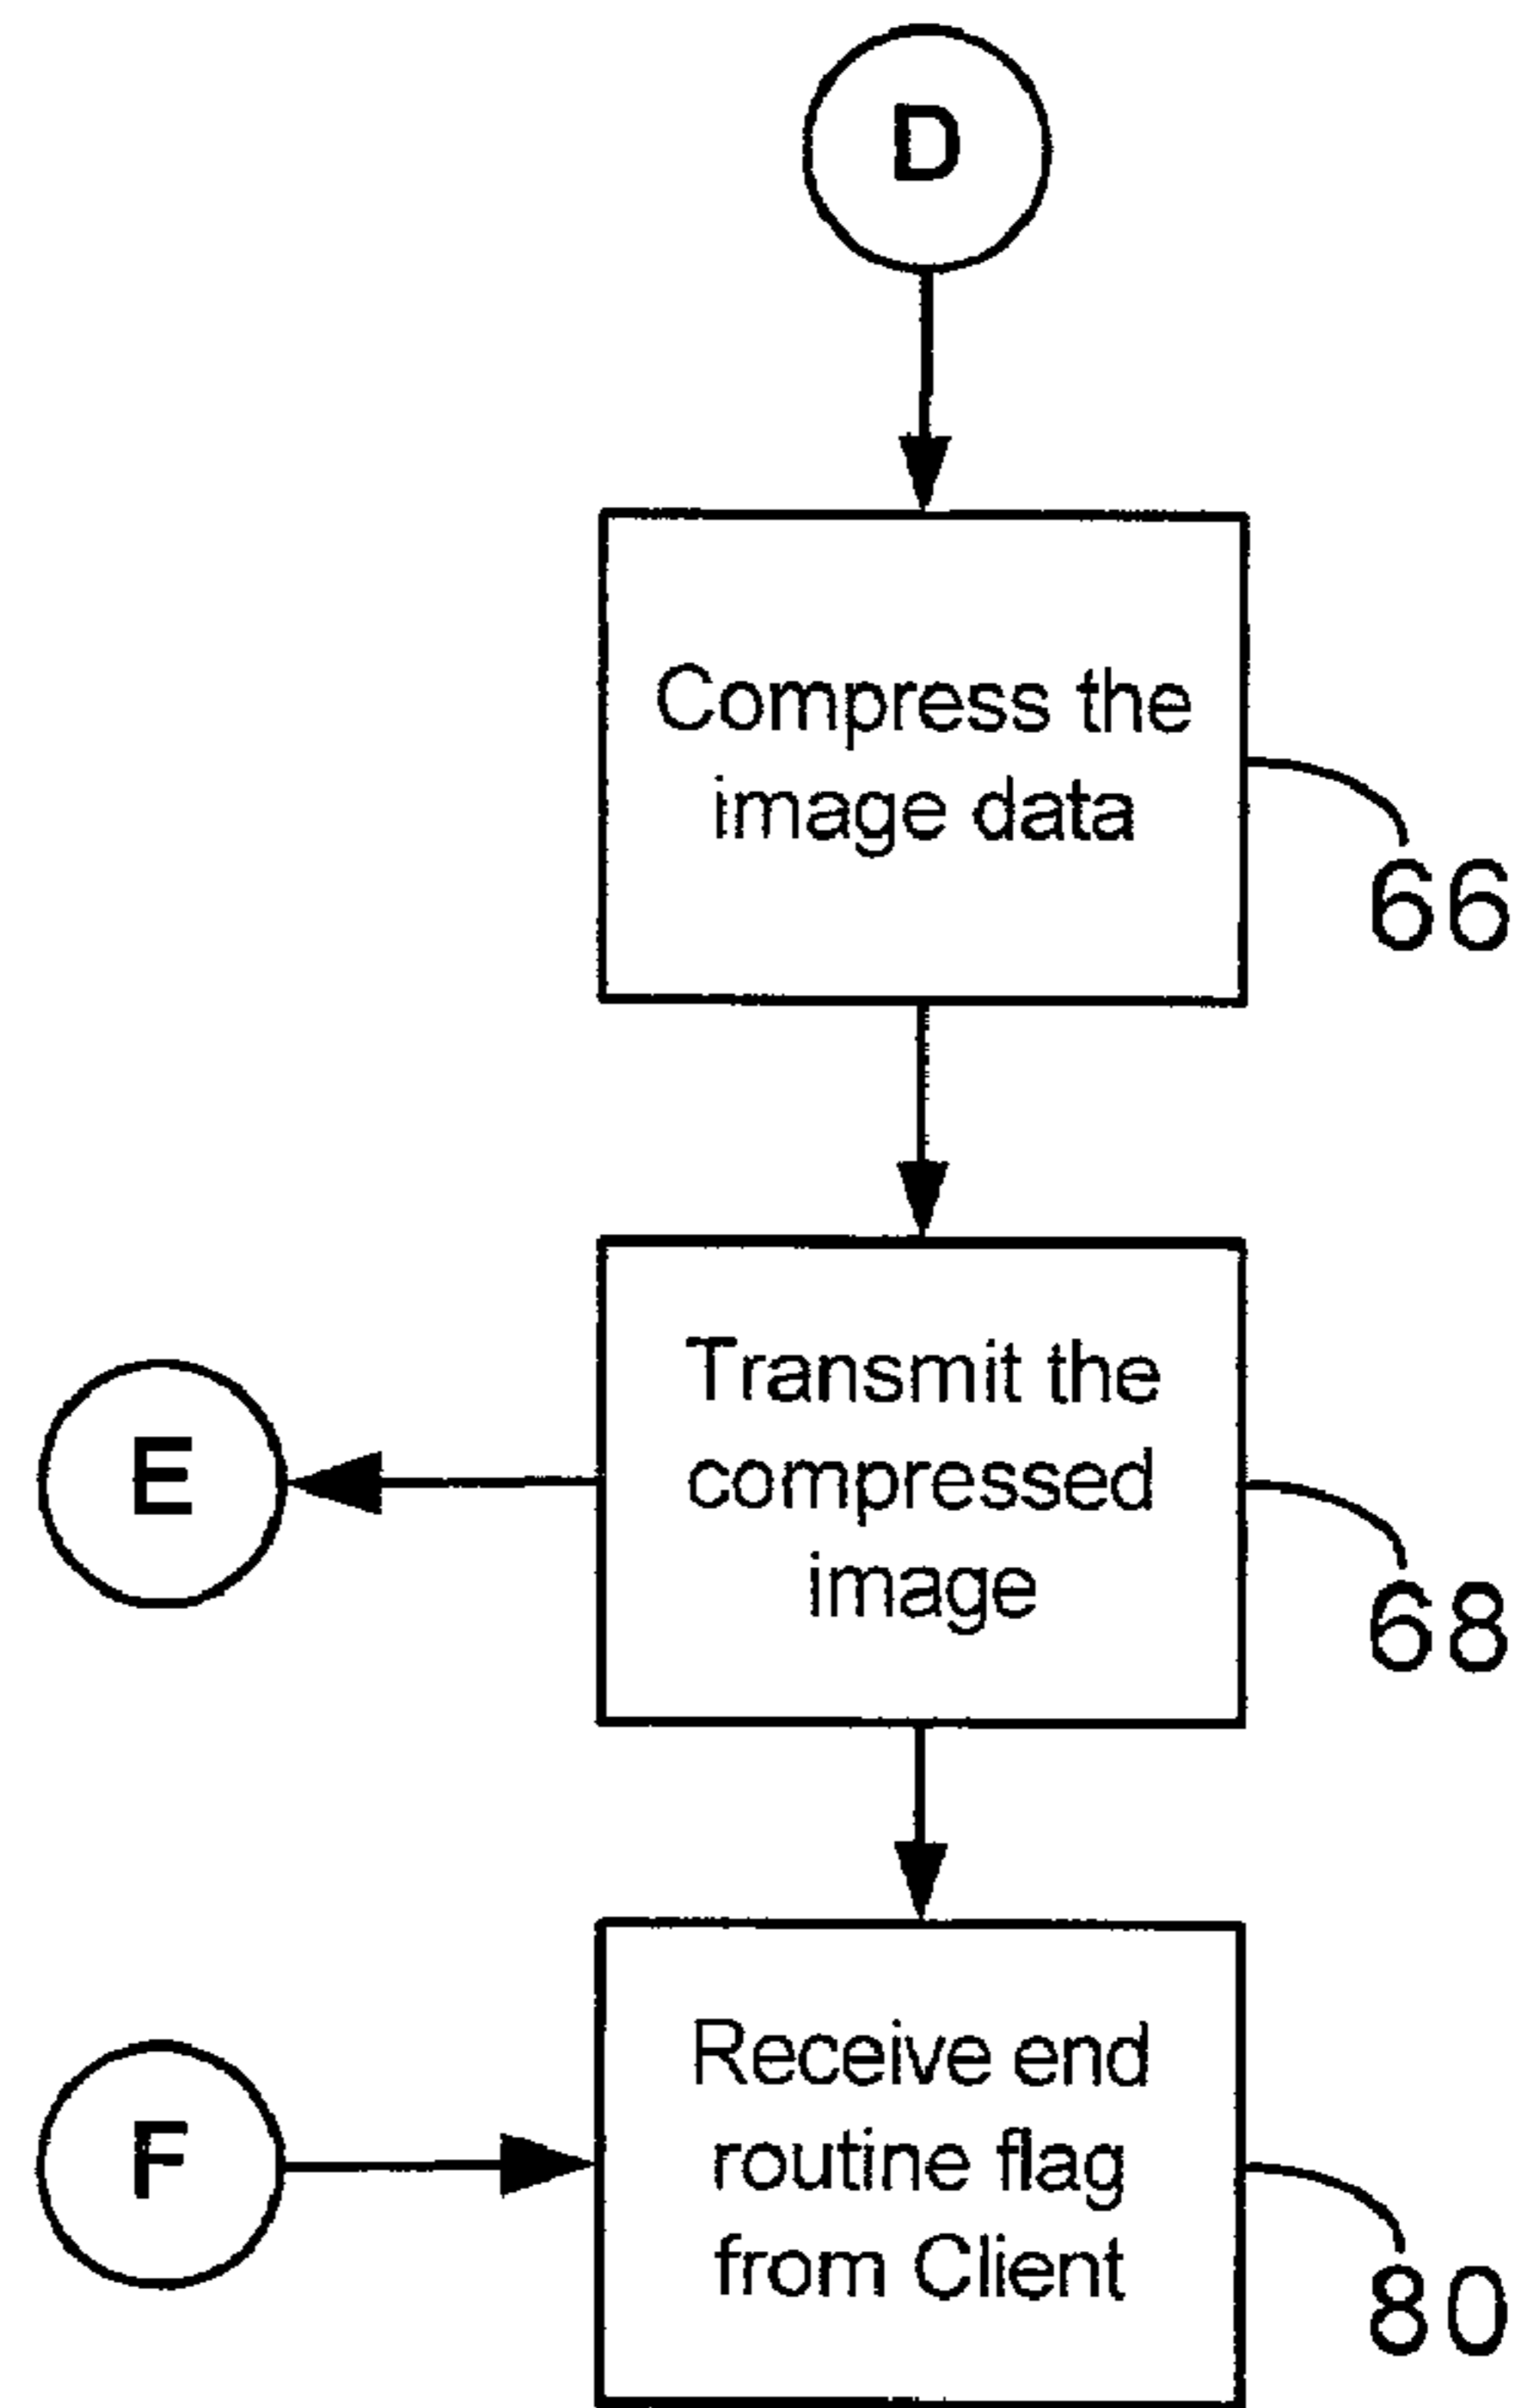 D
Compress the
image data
66
Transmit the
compressed
image
E
68
Receive end
routine flag
from Client
F
80